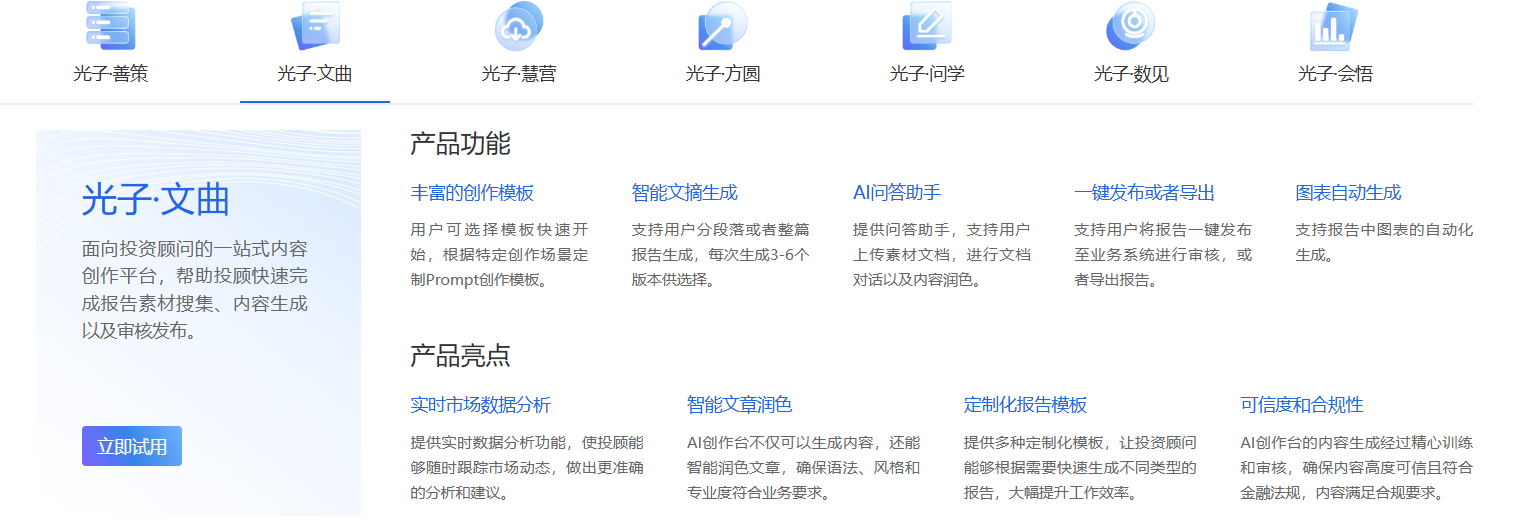 光子·善策 光子·文曲 光子·慧营 光子·方圆 光子·问学 光子·数见 光子·会悟
光子·文曲
面向投资顾问的一站式内容
创作平台，帮助投顾快速完
成报告素材搜集、内容生成
以及审核发布。
立即试用
产品功能
丰富的创作模板
用户可选择模板快速开
始，根据特定创作场景定
制Prompt创作模板。
智能文摘生成
支持用户分段落或者整篇
报告生成，每次生成3-6个
版本供选择。
AI问答助手
提供问答助手，支持用户
上传素材文档，进行文档
对话以及内容润色。
一键发布或者导出
支持用户将报告一键发布
至业务系统进行审核，或
者导出报告。
图表自动生成
支持报告中图表的自动化
生成。
产品亮点
实时市场数据分析
提供实时数据分析功能，使投顾能
够随时跟踪市场动态，做出更准确
的分析和建议。
智能文章润色
AI创作台不仅可以生成内容，还能
智能润色文章，确保语法、风格和
专业度符合业务要求。
定制化报告模板
提供多种定制化模板，让投资顾问
能够根据需要快速生成不同类型的
报告，大幅提升工作效率。
可信度和合规性
AI创作台的内容生成经过精心训练
和审核，确保内容高度可信且符合
金融法规，内容满足合规要求。